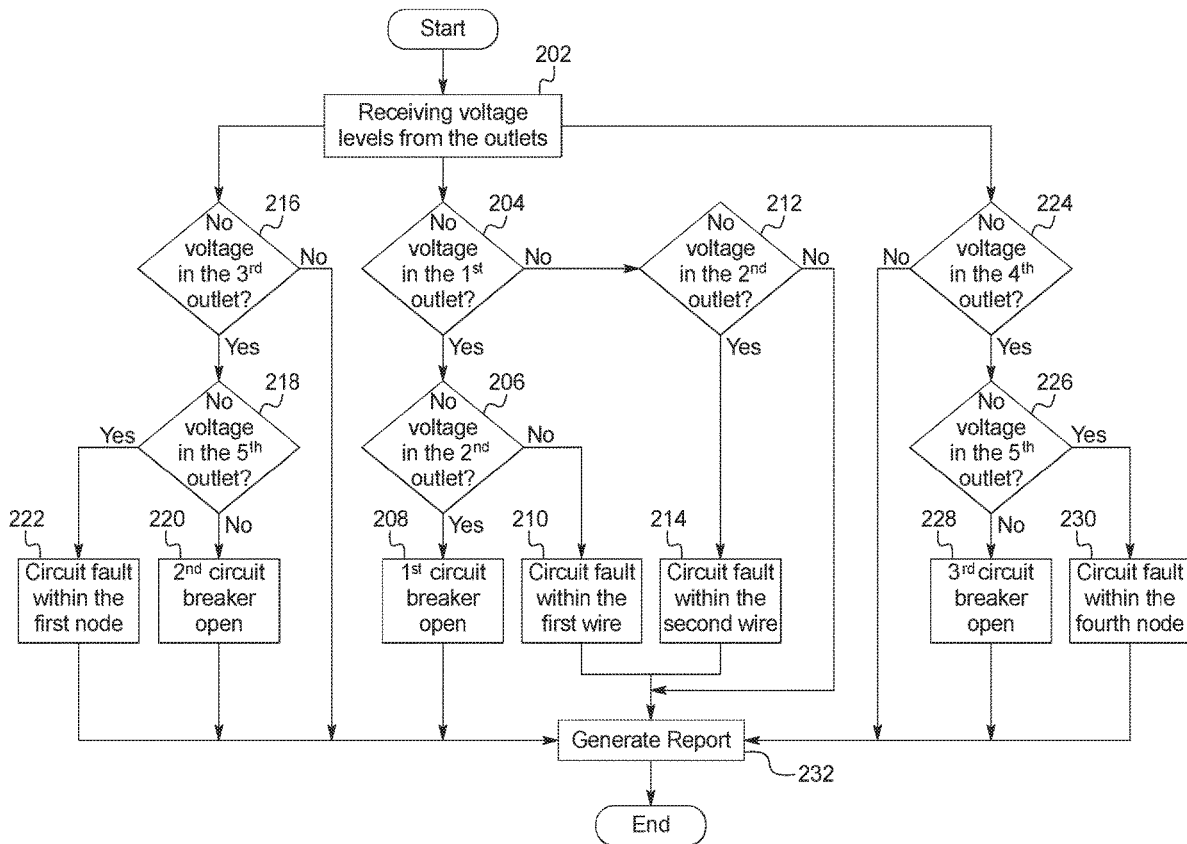 Start
202
Receiving voltage
levels from the outlets
216
No
voltage
in the 3rd
outlet?
No
Yes
204
No
voltage
in the 1st
outlet?
No
Yes
212
No
voltage
in the 2nd
outlet?
No
Yes
224
No
voltage
in the 4th
outlet?
No
Yes
218
No
voltage
in the 5th
outlet?
Yes
No
206
No
voltage
in the 2nd
outlet?
No
Yes
226
No
voltage
in the 5th
outlet?
Yes
No
222
Circuit fault
within the
first node
220
2nd circuit
breaker
open
208
1st circuit
breaker
open
210
Circuit fault
within the
first wire
214
Circuit fault
within the
second wire
228
3rd circuit
breaker
open
230
Circuit fault
within the
fourth node
Generate Report
232
End